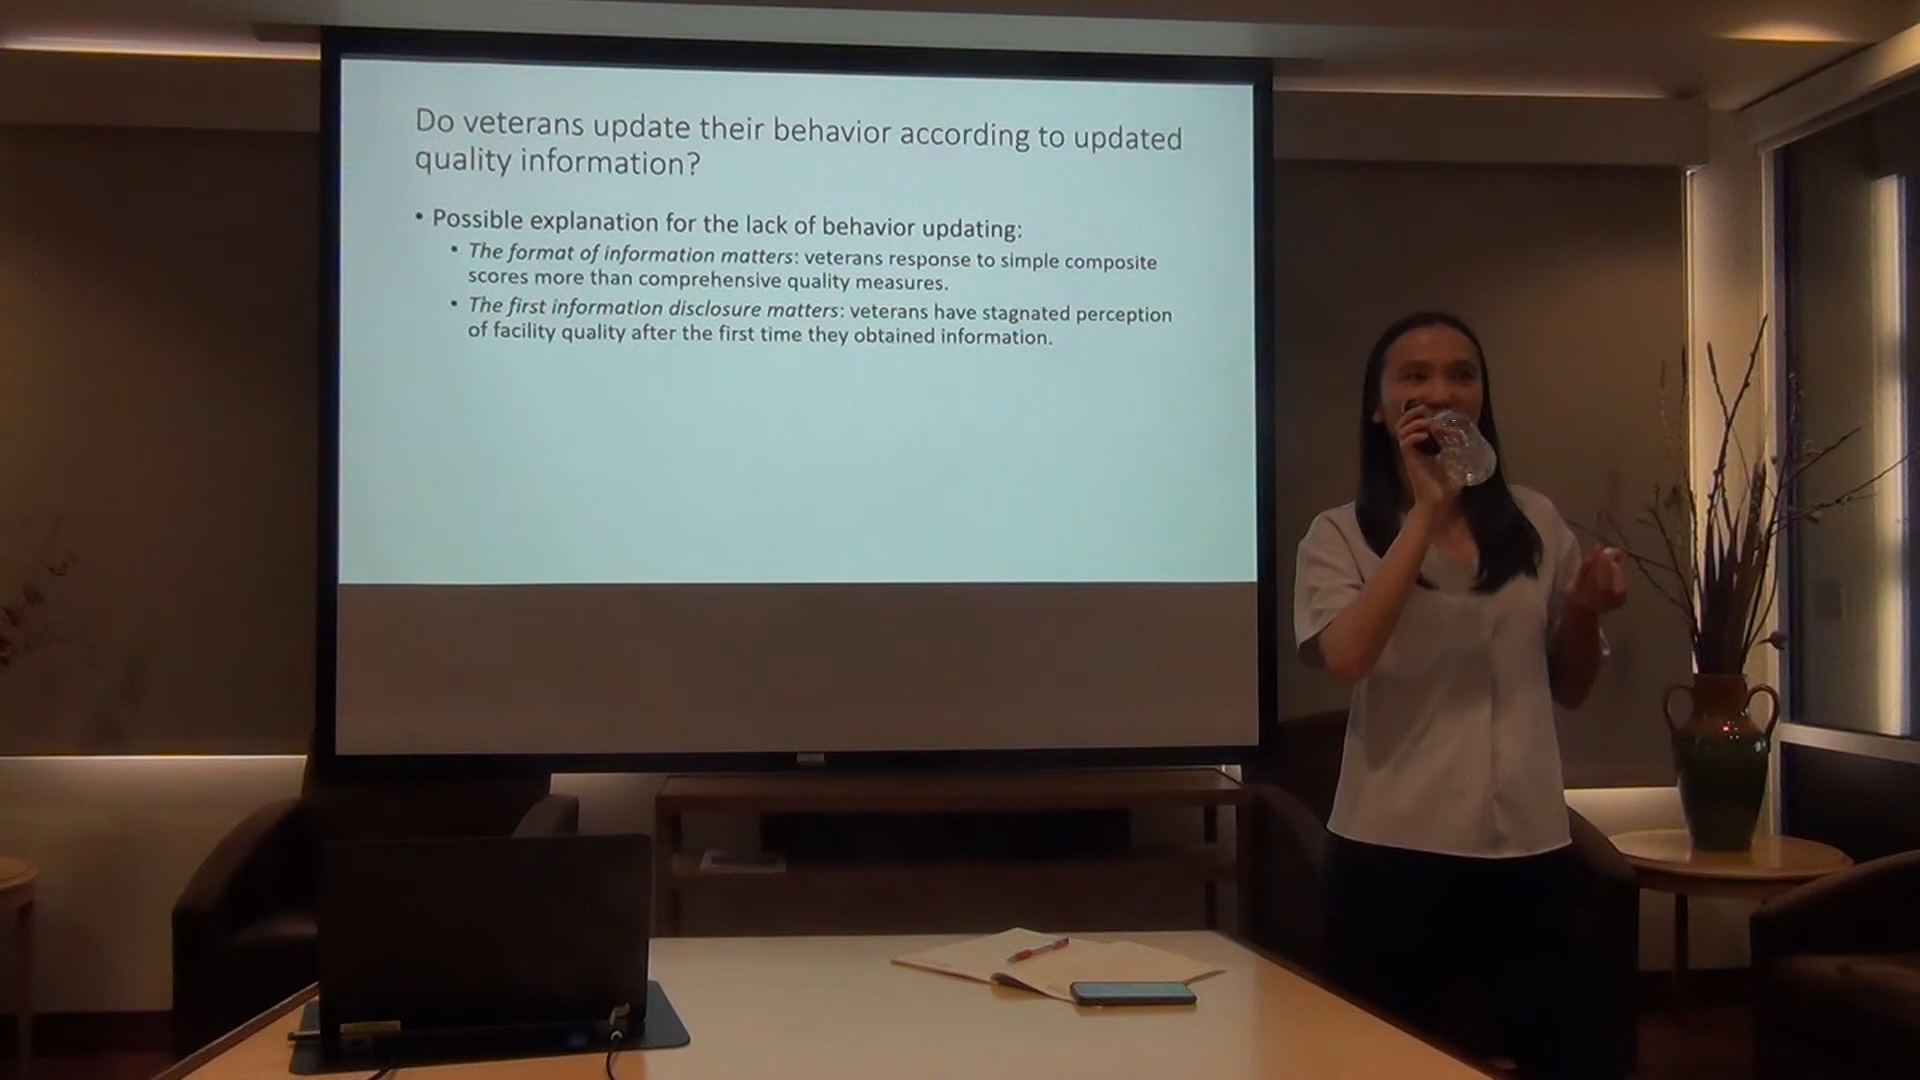 Do veterans update their behavior according to updated
quality information?
• Possible explanation for the lack of behavior updating:
• The format of information matters: veterans response to simple composite
scores more than comprehensive quality measures.
• The first information disclosure matters: veterans have stagnated perception
of facility quality after the first time they obtained information.